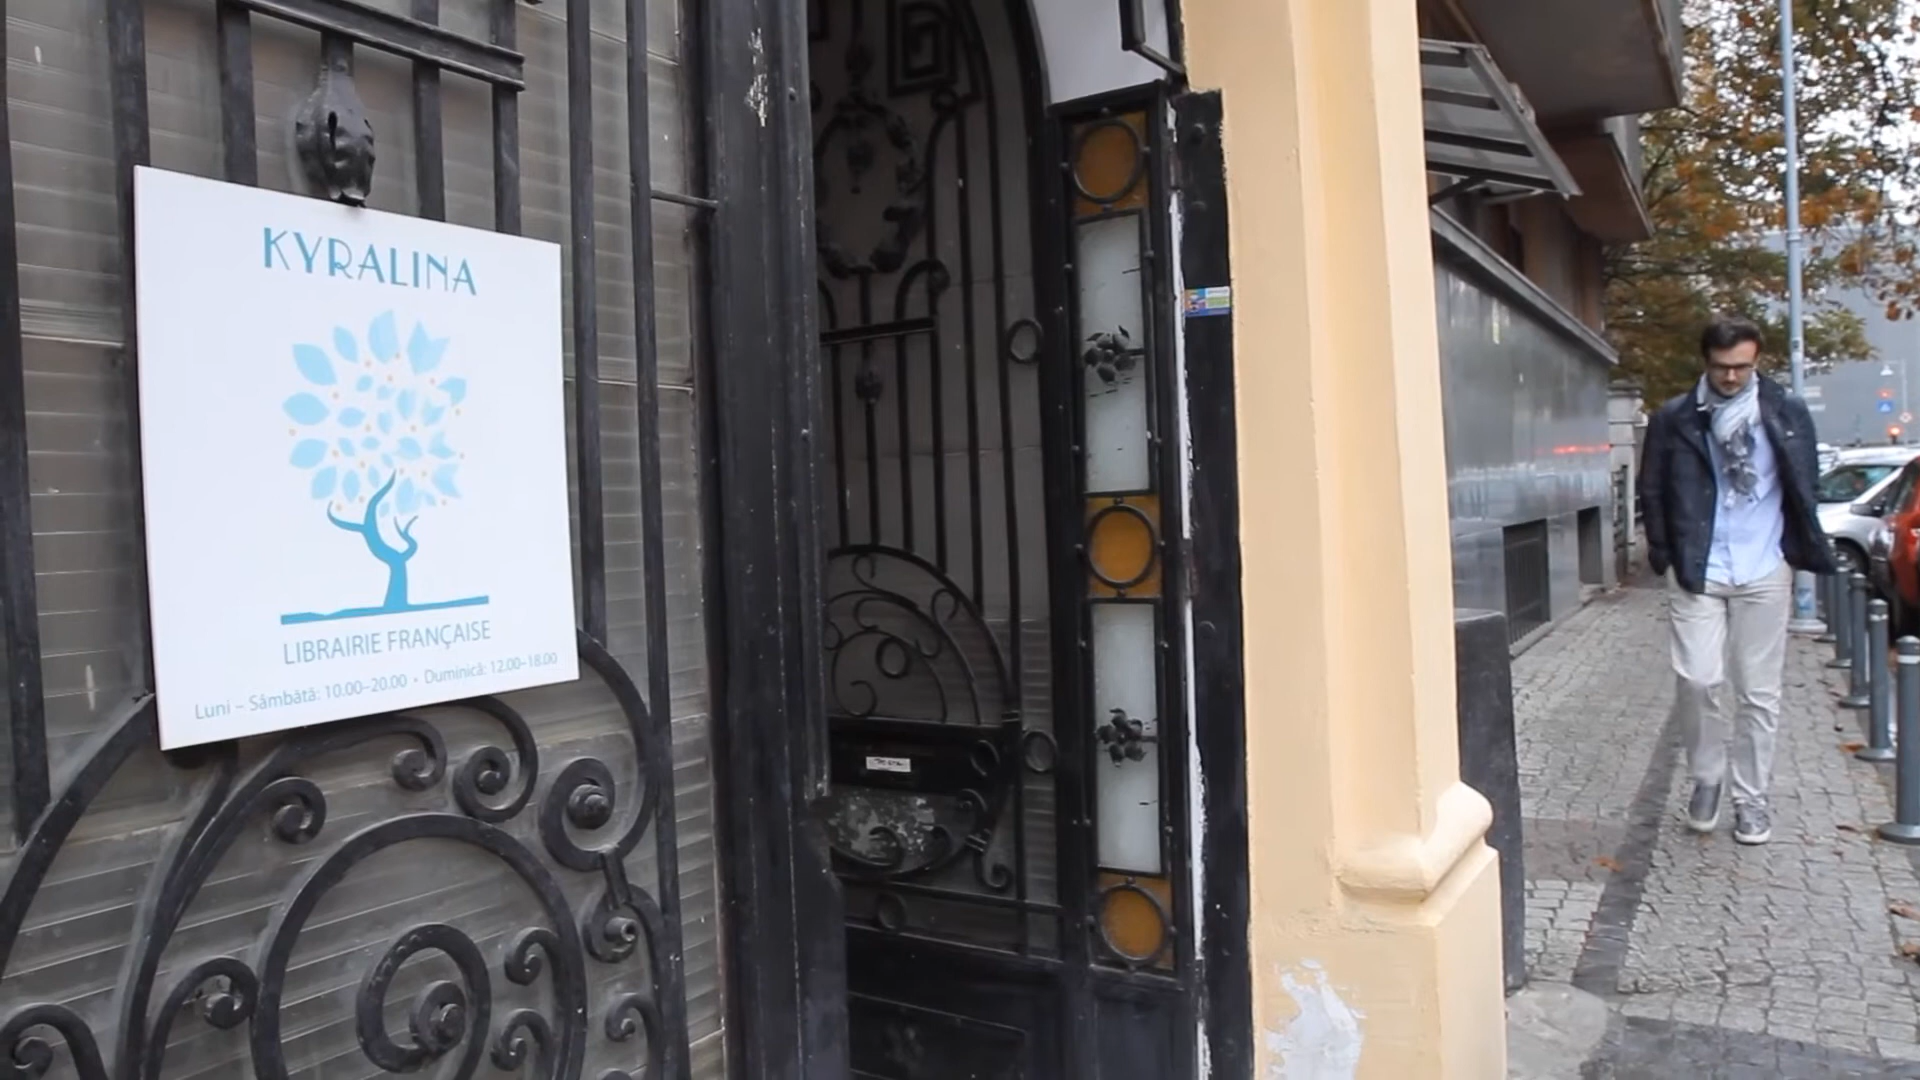 KYRALINA
LIBRAIRIE FRANÇAISE
Luni – Sâmbătă: 10.00–20.00 • Duminică: 12.00–18.00